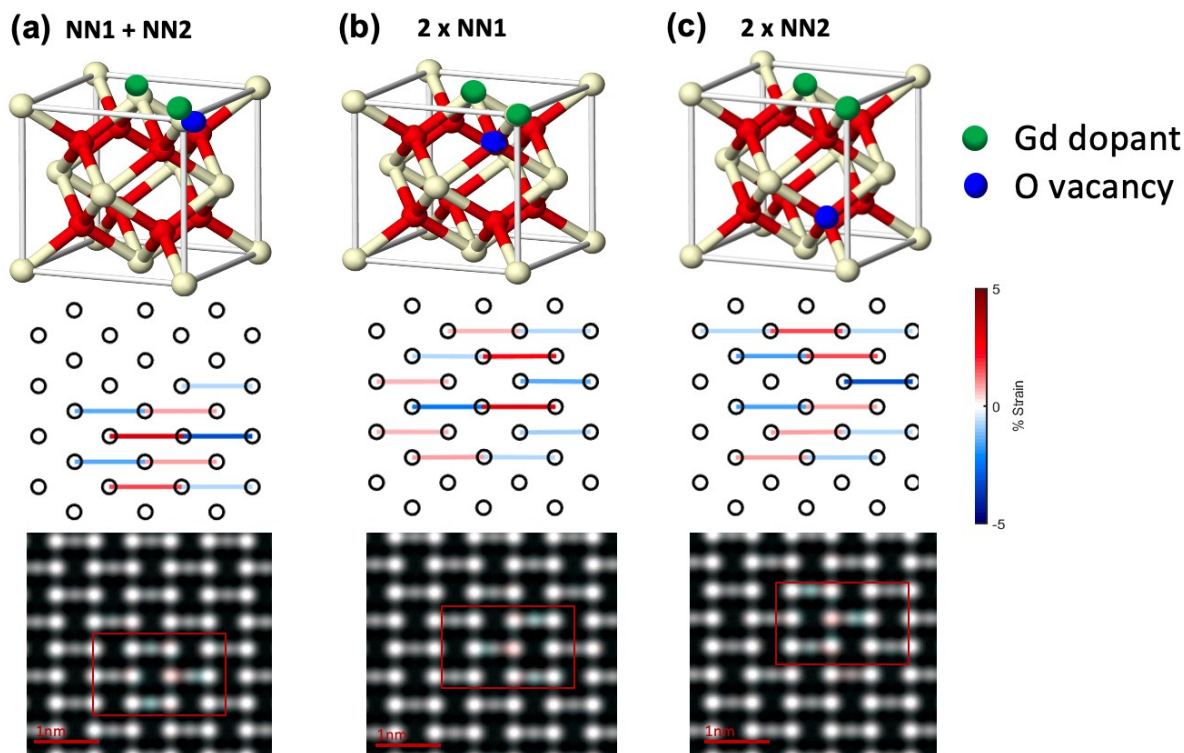 (a) NN1 + NN2
(b) 2 x NN1
(c) 2 x NN2
Gd dopant
O vacancy
5
0
-5
% Strain
1nm
1nm
1nm